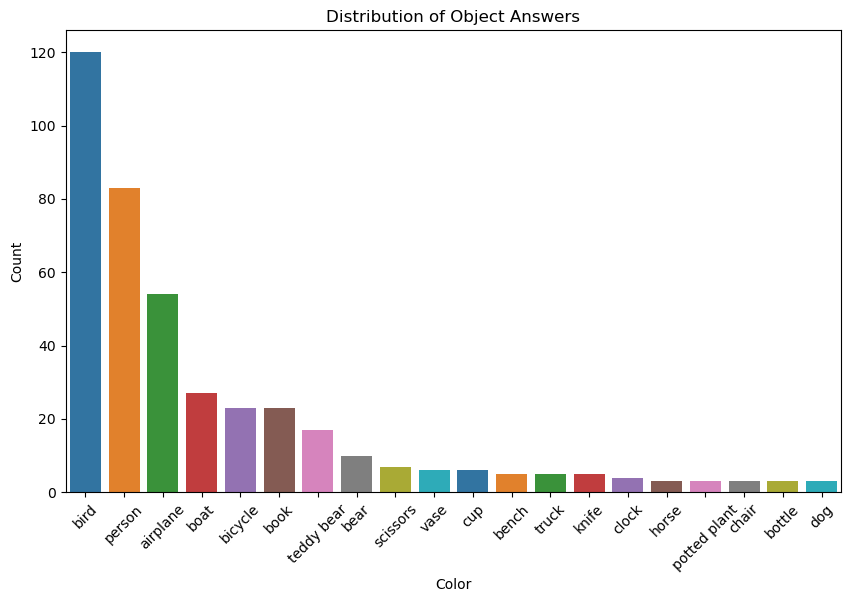 Distribution of Object Answers
Count
120
100
80
60
40
20
0
bird
person
airplane
boat
bicycle
book
teddy bear
bear
scissors
vase
cup
bench
truck
knife
clock
horse
potted plant
chair
bottle
dog
Color